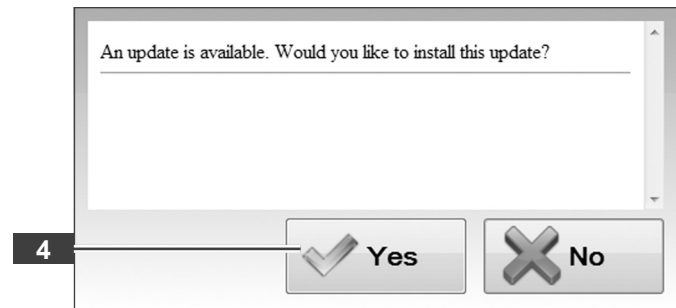 An update is available. Would you like to install this update?
4
Yes
No